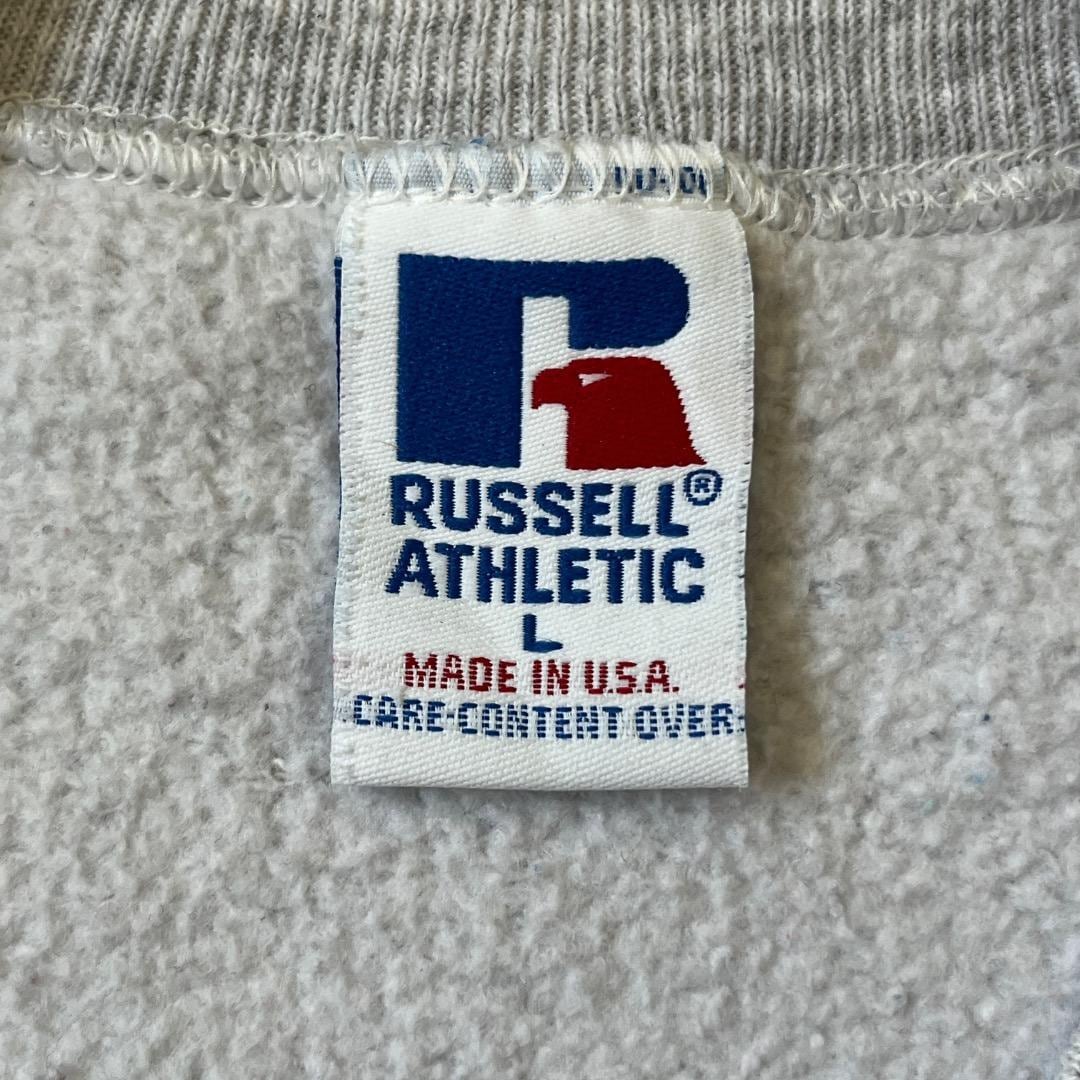 RUSSELL®
ATHLETIC
L
MADE IN U.S.A.
CARE-CONTENT OVER